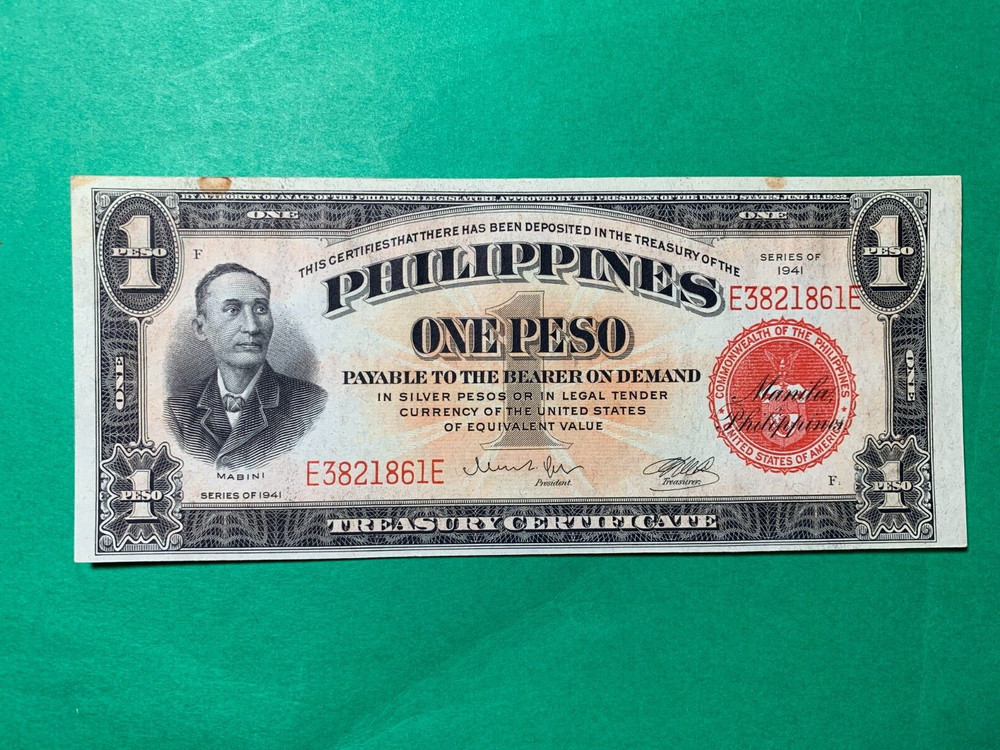 BY AUTHORITY OF AN ACT OF THE PHILIPPINE LEGISLATURE, APPROVED BY THE PRESIDENT OF THE UNITED STATES, JUNE 13, 1922.
ONE ONE
1 PESO
1 PESO
F
THIS CERTIFIES THAT THERE HAS BEEN DEPOSITED IN THE TREASURY OF THE
SERIES OF
1941
PHILIPPINES
E3821861E
1
ONE PESO
PAYABLE TO THE BEARER ON DEMAND
IN SILVER PESOS OR IN LEGAL TENDER
CURRENCY OF THE UNITED STATES
OF EQUIVALENT VALUE
ONE
ONE
COMMONWEALTH OF THE PHILIPPINES
Manila,
Philippines
UNITED STATES OF AMERICA
MABINI
SERIES OF 1941
E3821861E
President.
Treasurer.
F.
1 PESO
1 PESO
TREASURY CERTIFICATE